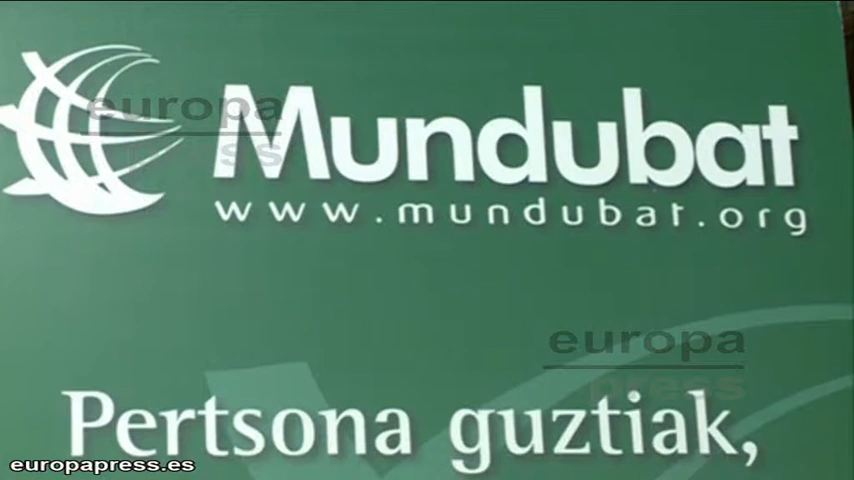 Mundubat
www.mundubat.org
europa
press
europa
press
Pertsona guztiak,
europapress.es